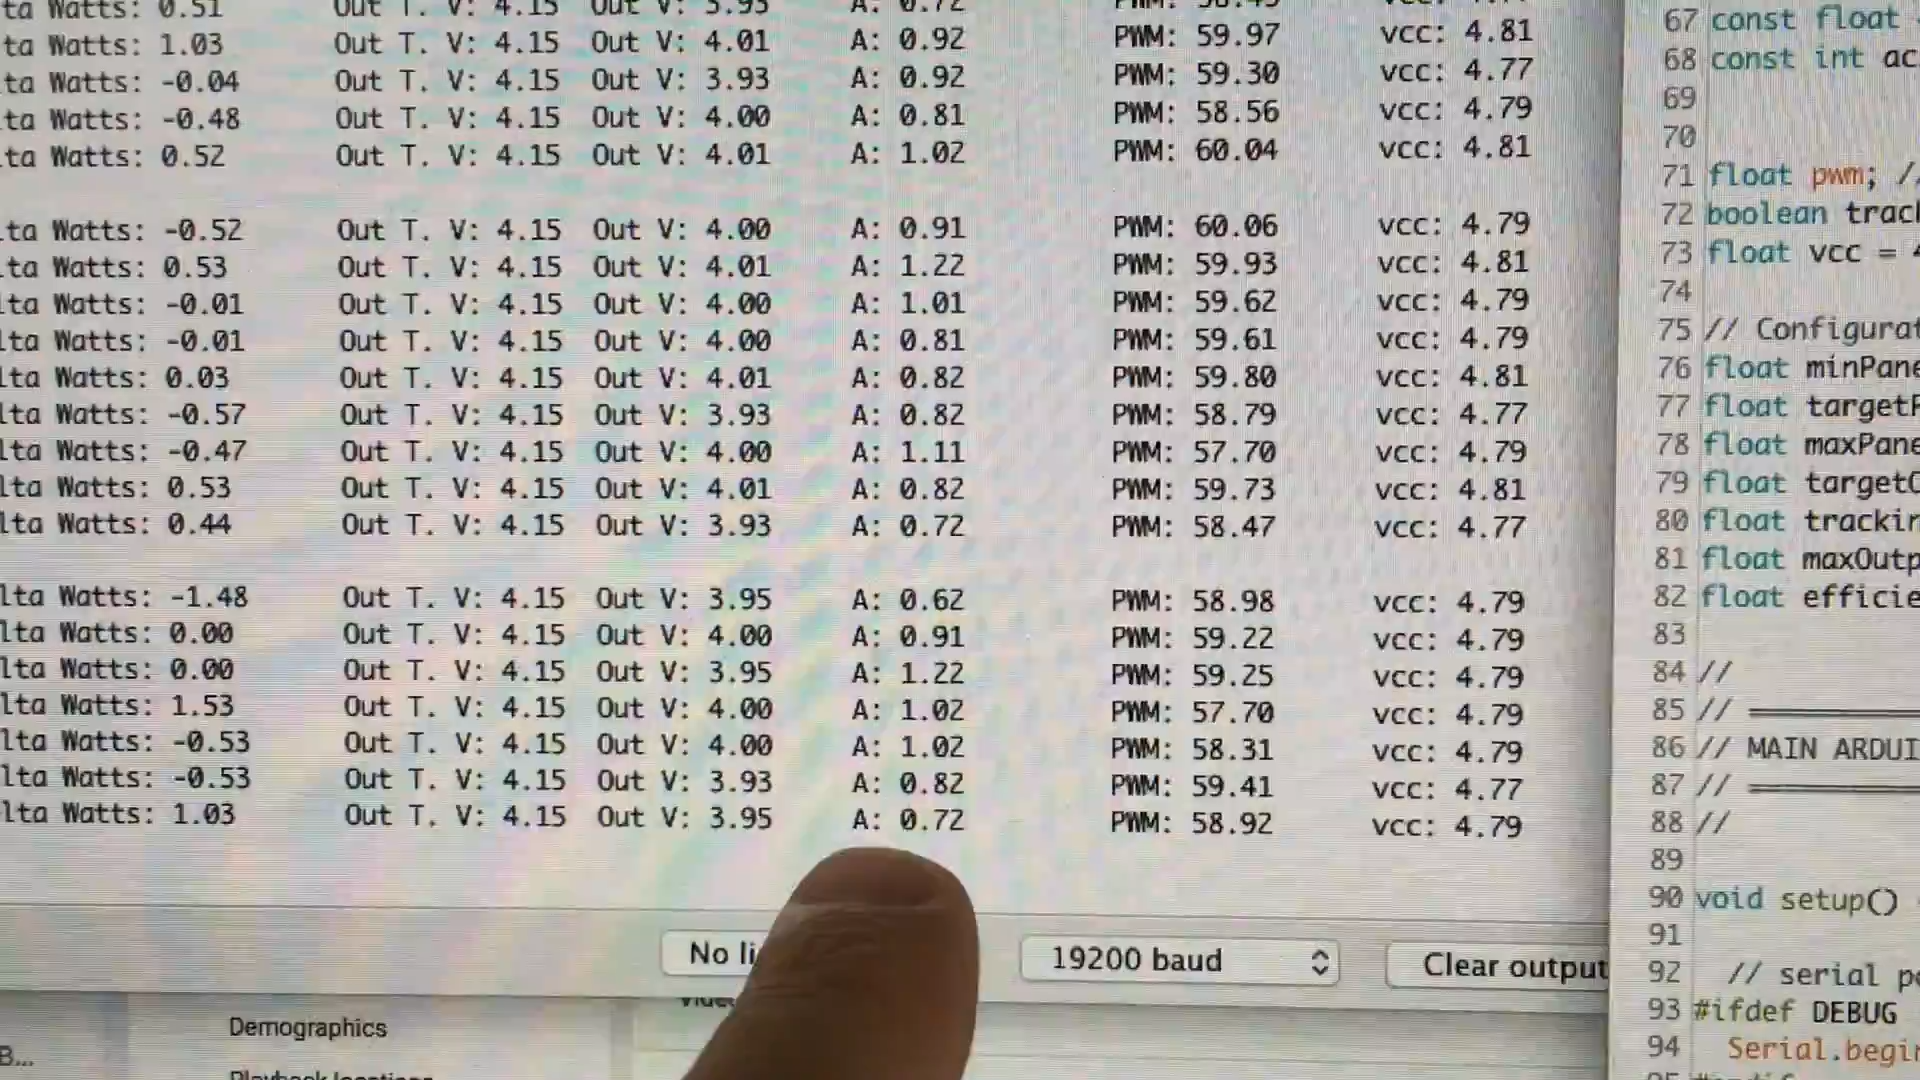 ta Watts: 0.51 Out T. V: 4.15 Out V: 3.95 A: 0.72
ta Watts: 1.03 Out T. V: 4.15 Out V: 4.01 A: 0.92 PWM: 59.97 vcc: 4.81
ta Watts: -0.04 Out T. V: 4.15 Out V: 3.93 A: 0.92 PWM: 59.30 vcc: 4.77
ta Watts: -0.48 Out T. V: 4.15 Out V: 4.00 A: 0.81 PWM: 58.56 vcc: 4.79
ta Watts: 0.52 Out T. V: 4.15 Out V: 4.01 A: 1.02 PWM: 60.04 vcc: 4.81
ta Watts: -0.52 Out T. V: 4.15 Out V: 4.00 A: 0.91 PWM: 60.06 vcc: 4.79
ta Watts: 0.53 Out T. V: 4.15 Out V: 4.01 A: 1.22 PWM: 59.93 vcc: 4.81
lta Watts: -0.01 Out T. V: 4.15 Out V: 4.00 A: 1.01 PWM: 59.62 vcc: 4.79
lta Watts: -0.01 Out T. V: 4.15 Out V: 4.00 A: 0.81 PWM: 59.61 vcc: 4.79
lta Watts: 0.03 Out T. V: 4.15 Out V: 4.01 A: 0.82 PWM: 59.80 vcc: 4.81
lta Watts: -0.57 Out T. V: 4.15 Out V: 3.93 A: 0.82 PWM: 58.79 vcc: 4.77
lta Watts: -0.47 Out T. V: 4.15 Out V: 4.00 A: 1.11 PWM: 57.70 vcc: 4.79
lta Watts: 0.53 Out T. V: 4.15 Out V: 4.01 A: 0.82 PWM: 59.73 vcc: 4.81
lta Watts: 0.44 Out T. V: 4.15 Out V: 3.93 A: 0.72 PWM: 58.47 vcc: 4.77
lta Watts: -1.48 Out T. V: 4.15 Out V: 3.95 A: 0.62 PWM: 58.98 vcc: 4.79
lta Watts: 0.00 Out T. V: 4.15 Out V: 4.00 A: 0.91 PWM: 59.22 vcc: 4.79
lta Watts: 0.00 Out T. V: 4.15 Out V: 3.95 A: 1.22 PWM: 59.25 vcc: 4.79
lta Watts: 1.53 Out T. V: 4.15 Out V: 4.00 A: 1.02 PWM: 57.70 vcc: 4.79
lta Watts: -0.53 Out T. V: 4.15 Out V: 4.00 A: 1.02 PWM: 58.31 vcc: 4.79
lta Watts: -0.53 Out T. V: 4.15 Out V: 3.93 A: 0.82 PWM: 59.41 vcc: 4.77
lta Watts: 1.03 Out T. V: 4.15 Out V: 3.95 A: 0.72 PWM: 58.92 vcc: 4.79
No li
19200 baud
Clear output
Demographics
B...
67 const float
68 const int ac
69
70
71 float pwm; //
72 boolean track
73 float vcc = 4
74
75 // Configurat
76 float minPane
77 float targetP
78 float maxPane
79 float targetO
80 float trackin
81 float maxOutp
82 float efficie
83
84 //
85 // ═════════
86 // MAIN ARDUI
87 // ═════════
88 //
89
90 void setup()
91
92 // serial po
93 #ifdef DEBUG
94 Serial.begin